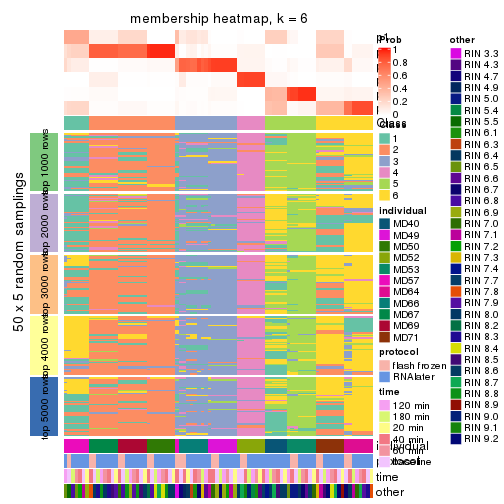 membership heatmap, k = 6
50 x 5 random samplings
top 1000 rows
top 2000 rows
top 3000 rows
top 4000 rows
top 5000 rows
Class
time
other
Prob
1
0.8
0.6
0.4
0.2
0
1
2
3
4
5
6
individual
MD40
MD49
MD50
MD52
MD53
MD57
MD64
MD66
MD67
MD69
MD71
protocol
flash frozen
RNAlater
time
120 min
180 min
20 min
40 min
60 min
other
RIN 3.3
RIN 4.3
RIN 4.7
RIN 4.9
RIN 5.0
RIN 5.4
RIN 5.5
RIN 6.1
RIN 6.3
RIN 6.4
RIN 6.5
RIN 6.6
RIN 6.7
RIN 6.8
RIN 6.9
RIN 7.0
RIN 7.1
RIN 7.2
RIN 7.3
RIN 7.4
RIN 7.7
RIN 7.8
RIN 7.9
RIN 8.0
RIN 8.2
RIN 8.3
RIN 8.4
RIN 8.5
RIN 8.6
RIN 8.7
RIN 8.8
RIN 8.9
RIN 9.0
RIN 9.1
RIN 9.2